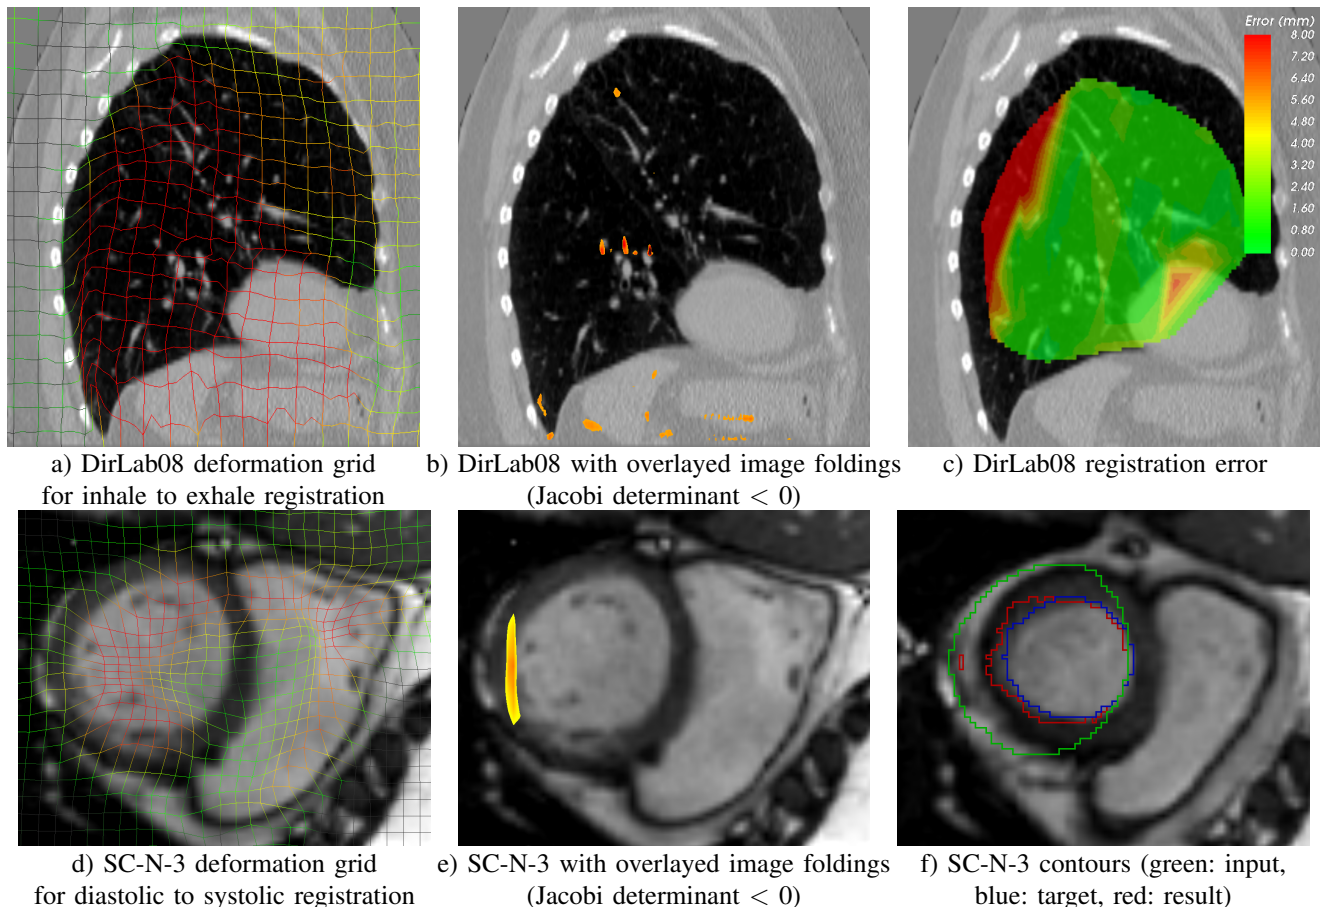 Error (mm)
8.00
7.20
6.40
5.60
4.80
4.00
3.20
2.40
1.60
0.80
0.00
a) DirLab08 deformation grid
for inhale to exhale registration
b) DirLab08 with overlayed image foldings
(Jacobi determinant < 0)
c) DirLab08 registration error
d) SC-N-3 deformation grid
for diastolic to systolic registration
e) SC-N-3 with overlayed image foldings
(Jacobi determinant < 0)
f) SC-N-3 contours (green: input,
blue: target, red: result)